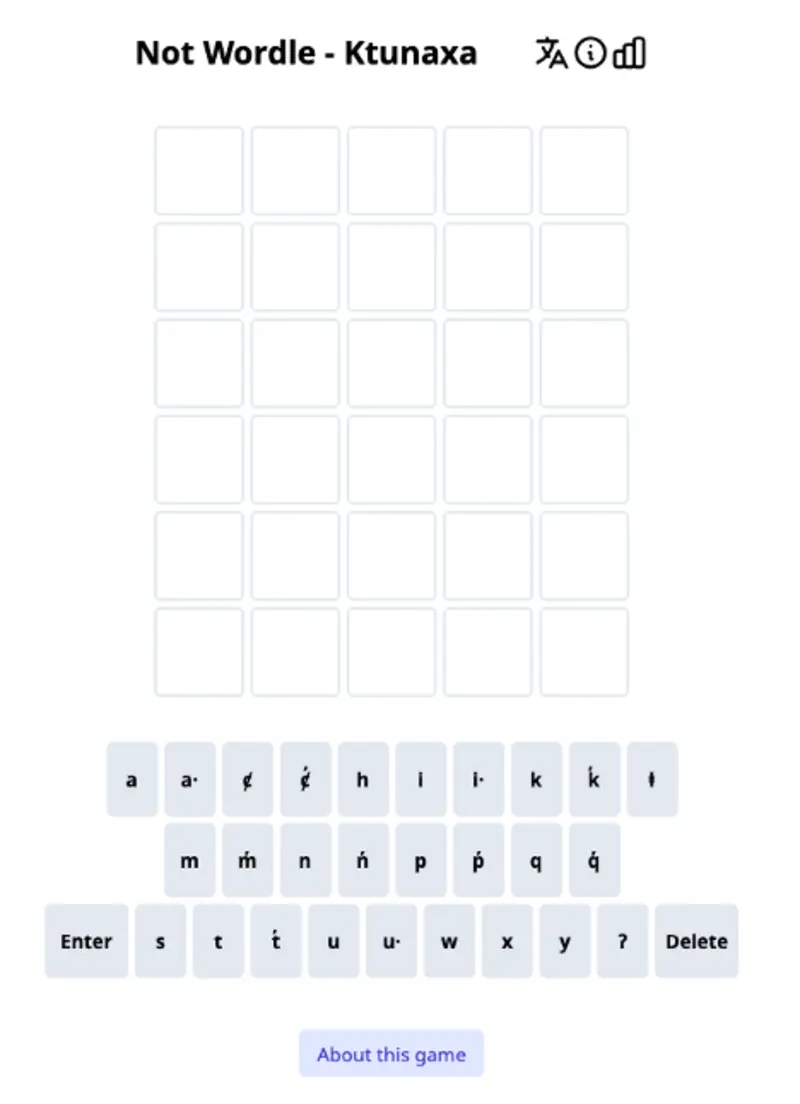 Not Wordle - Ktunaxa
a a· ȼ ȼ̓ h i i· k k̓ ⱡ
m m̓ n n̓ p p̓ q q̓
Enter s t t̓ u u· w x y ? Delete
About this game